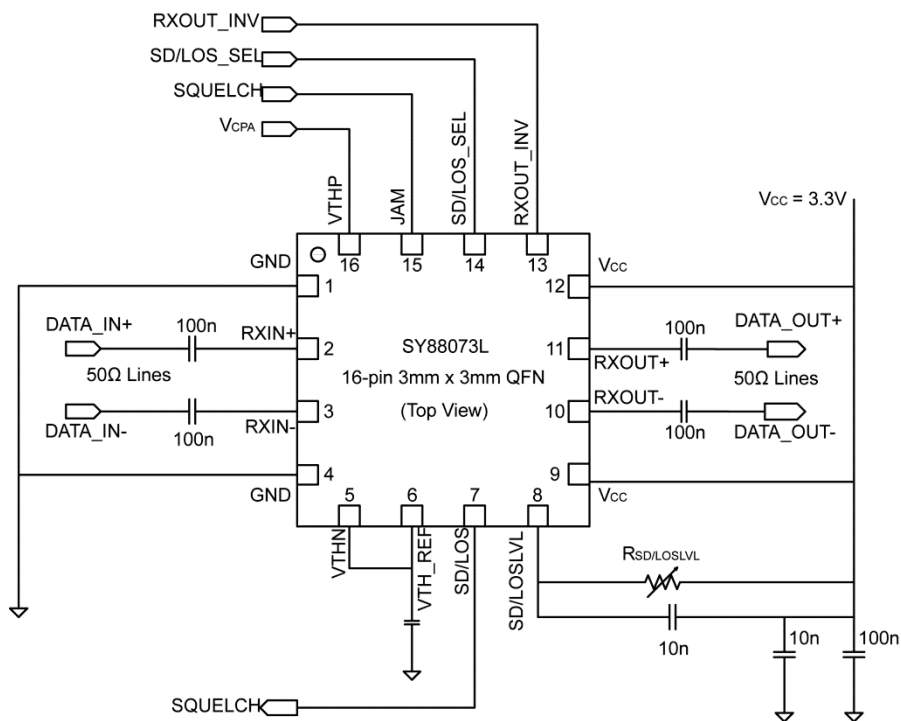 RXOUT_INV
SD/LOS_SEL
SQUELCH
VCPA
VTHP
JAM
SD/LOS_SEL
RXOUT_INV
VCC = 3.3V
16
15
14
13
GND
1
12
VCC
DATA_IN+
100n
RXIN+
2
SY88073L
11
RXOUT+
100n
DATA_OUT+
50Ω Lines
16-pin 3mm x 3mm QFN
50Ω Lines
DATA_IN-
100n
RXIN-
3
(Top View)
10
RXOUT-
100n
DATA_OUT-
GND
4
9
VCC
5
6
7
8
VTHN
VTH_REF
SD/LOS
SD/LOSLVL
RSD/LOSLVL
10n
10n
100n
SQUELCH